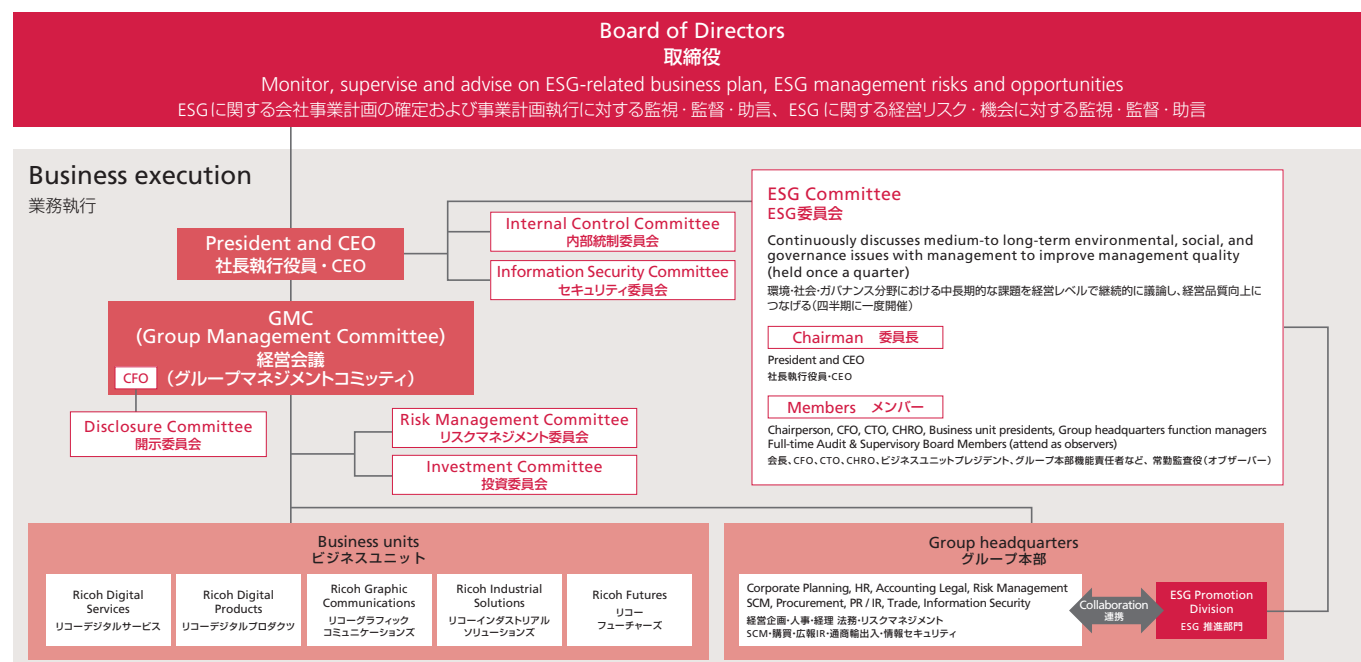 Board of Directors
取締役
Monitor, supervise and advise on ESG-related business plan, ESG management risks and opportunities
ESGに関する会社事業計画の確定および事業計画執行に対する監視・監督・助言、ESG に関する経営リスク・機会に対する監視・監督・助言
Business execution
業務執行
President and CEO
社長執行役員・CEO
Internal Control Committee
内部統制委員会
Information Security Committee
セキュリティ委員会
GMC
(Group Management Committee)
経営会議
(グループマネジメントコミッティ)
CFO
Disclosure Committee
開示委員会
Risk Management Committee
リスクマネジメント委員会
Investment Committee
投資委員会
ESG Committee
ESG委員会
Continuously discusses medium-to long-term environmental, social, and
governance issues with management to improve management quality
(held once a quarter)
環境・社会・ガバナンス分野における中長期的な課題を経営レベルで継続的に議論し、経営品質向上に
つなげる(四半期に一度開催)
Chairman 委員長
President and CEO
社長執行役員・CEO
Members メンバー
Chairperson, CFO, CTO, CHRO, Business unit presidents, Group headquarters function managers
Full-time Audit & Supervisory Board Members (attend as observers)
会長、CFO、CTO、CHRO、ビジネスユニットプレジデント、グループ本部機能責任者など、常勤監査役(オブザーバー)
Business units
ビジネスユニット
Ricoh Digital
Services
リコーデジタルサービス
Ricoh Digital
Products
リコーデジタルプロダクツ
Ricoh Graphic
Communications
リコーグラフィック
コミュニケーションズ
Ricoh Industrial
Solutions
リコーインダストリアル
ソリューションズ
Ricoh Futures
リコー
フューチャーズ
Group headquarters
グループ本部
Corporate Planning, HR, Accounting Legal, Risk Management
SCM, Procurement, PR / IR, Trade, Information Security
経営企画・人事・経理 法務・リスクマネジメント
SCM・購買・広報IR・通商輸出入・情報セキュリティ
Collaboration
連携
ESG Promotion
Division
ESG 推進部門